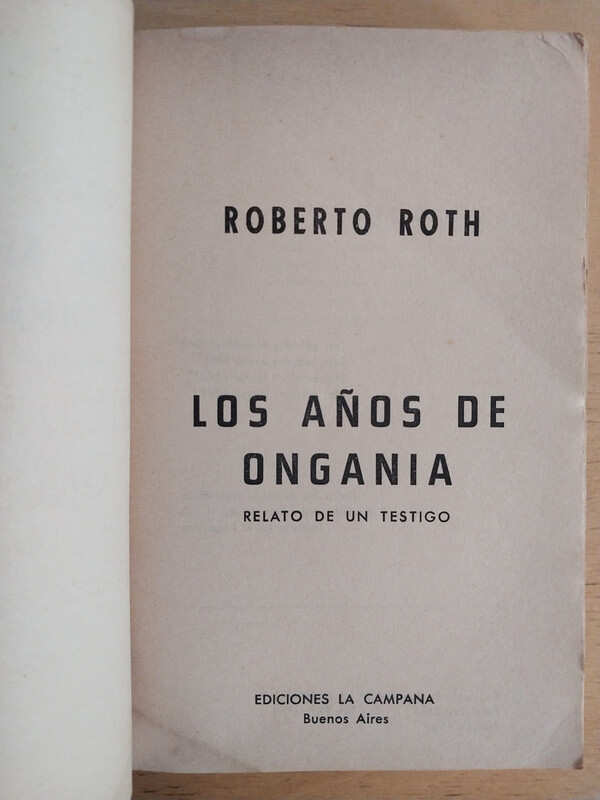 ROBERTO ROTH
LOS AÑOS DE
ONGANIA
RELATO DE UN TESTIGO
EDICIONES LA CAMPANA
Buenos Aires